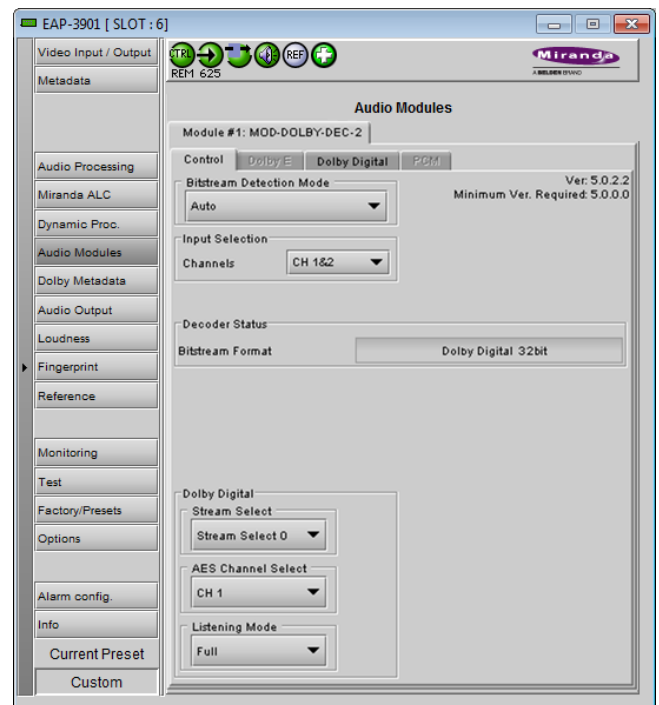 EAP-3901 [ SLOT : 6]
Video Input / Output
Metadata
Audio Processing
Miranda ALC
Dynamic Proc.
Audio Modules
Dolby Metadata
Audio Output
Loudness
Fingerprint
Reference
Monitoring
Test
Factory/Presets
Options
Alarm config.
Info
Current Preset
Custom
CTRL
REF
REM 625
Miranda
A BELDEN BRAND
Audio Modules
Module #1: MOD-DOLBY-DEC-2
Control Dolby E Dolby Digital PCM
Bitstream Detection Mode
Auto
Ver: 5.0.2.2
Minimum Ver. Required: 5.0.0.0
Input Selection
Channels CH 1&2
Decoder Status
Bitstream Format Dolby Digital 32bit
Dolby Digital
Stream Select
Stream Select 0
AES Channel Select
CH 1
Listening Mode
Full